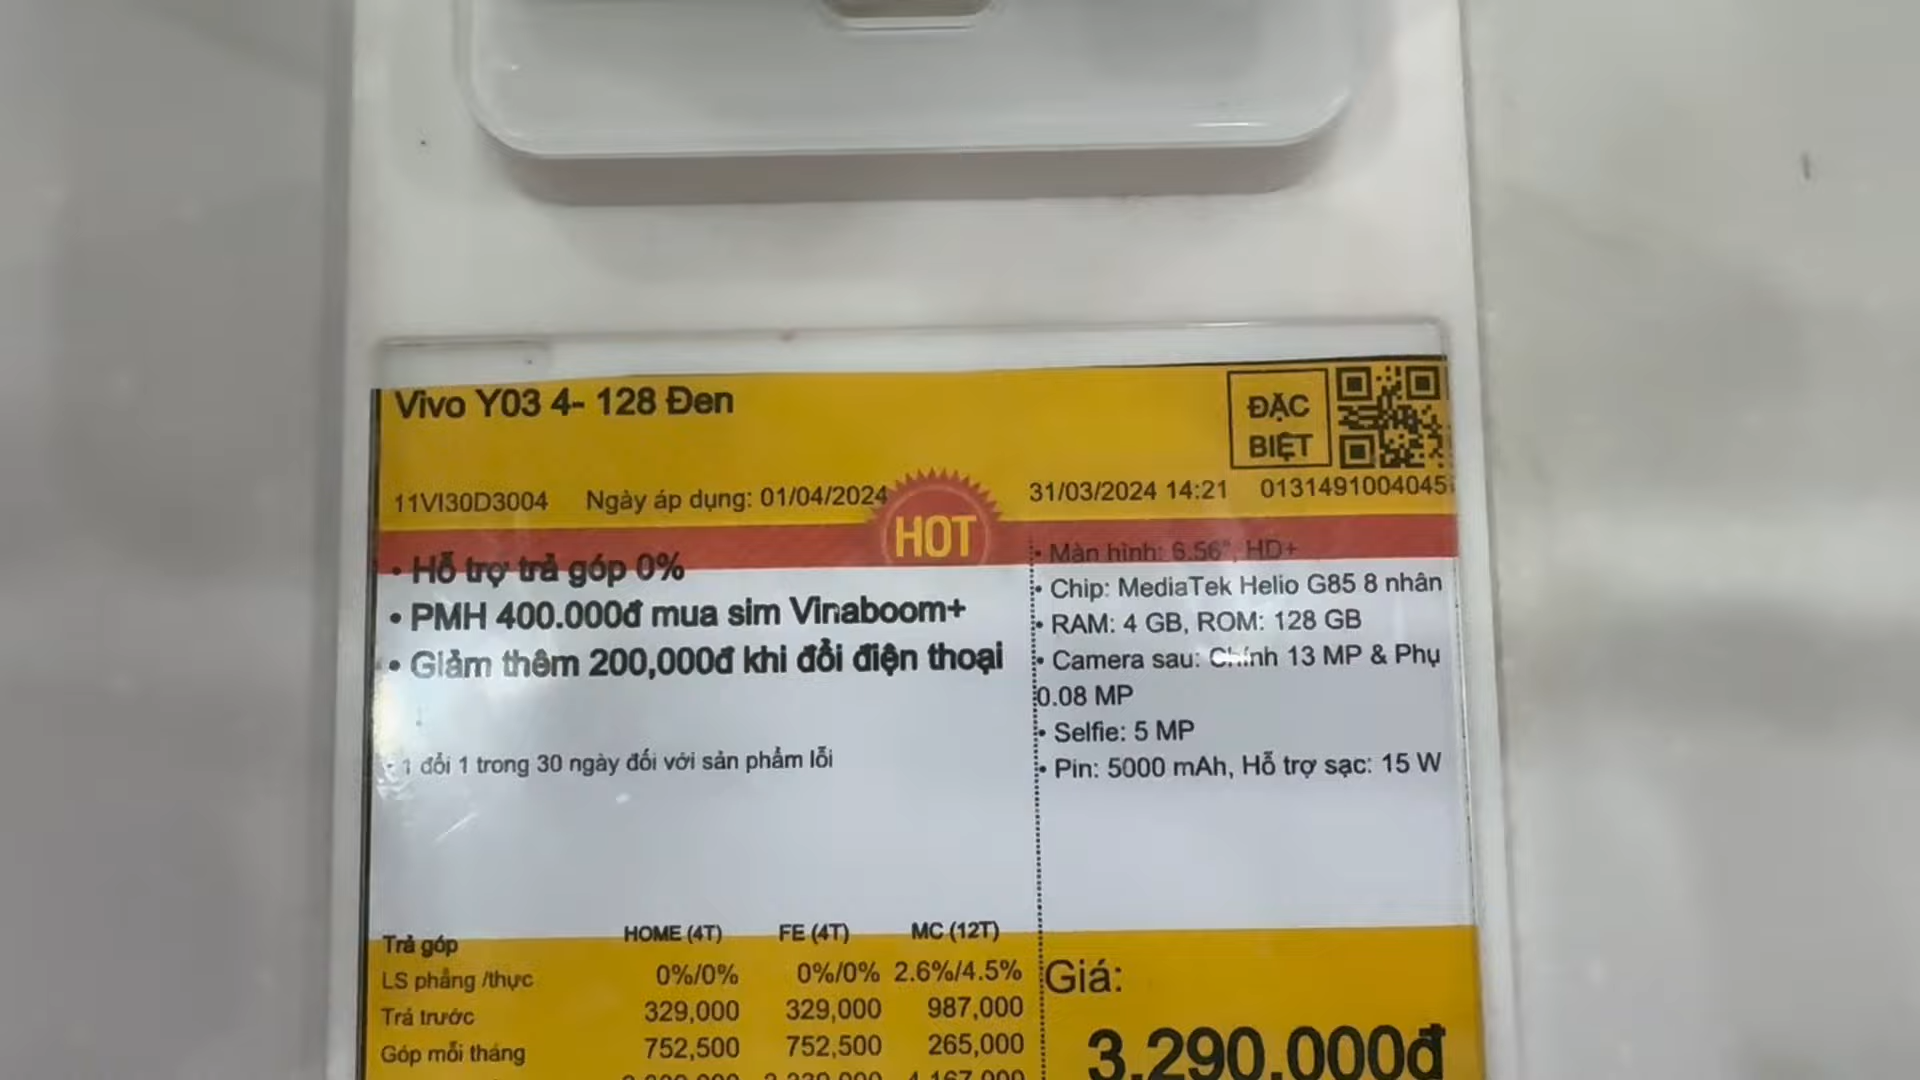 Vivo Y03 4- 128 Đen
ĐẶC
BIỆT
11VI30D3004 Ngày áp dụng: 01/04/2024
31/03/2024 14:21 0131491004045
HOT
• Hỗ trợ trả góp 0%
• PMH 400.000đ mua sim Vinaboom+
• Giảm thêm 200,000đ khi đổi điện thoại
- 1 đổi 1 trong 30 ngày đối với sản phẩm lỗi
• Màn hình: 6.56", HD+
• Chip: MediaTek Helio G85 8 nhân
• RAM: 4 GB, ROM: 128 GB
• Camera sau: Chính 13 MP & Phụ
0.08 MP
• Selfie: 5 MP
• Pin: 5000 mAh, Hỗ trợ sạc: 15 W
Trả góp HOME (4T) FE (4T) MC (12T)
LS phẳng /thực 0%/0% 0%/0% 2.6%/4.5%
Trả trước 329,000 329,000 987,000
Góp mỗi tháng 752,500 752,500 265,000
4,167,000
Giá:
3.290.000đ